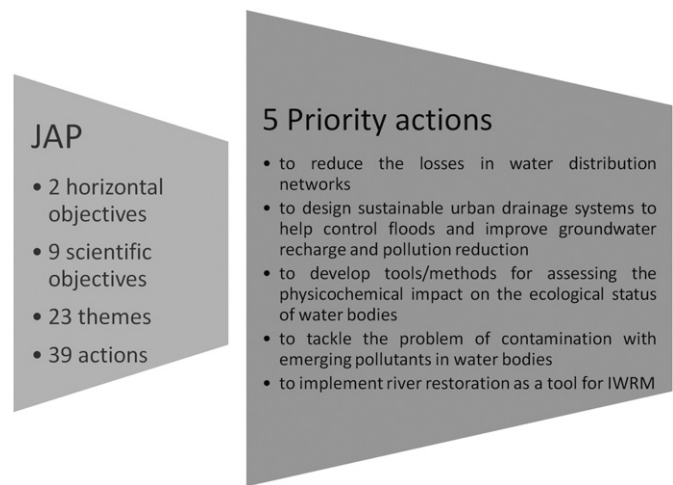 JAP
• 2 horizontal
objectives
• 9 scientific
objectives
• 23 themes
• 39 actions
5 Priority actions
• to reduce the losses in water distribution
networks
• to design sustainable urban drainage systems to
help control floods and improve groundwater
recharge and pollution reduction
• to develop tools/methods for assessing the
physicochemical impact on the ecological status
of water bodies
• to tackle the problem of contamination with
emerging pollutants in water bodies
• to implement river restoration as a tool for IWRM